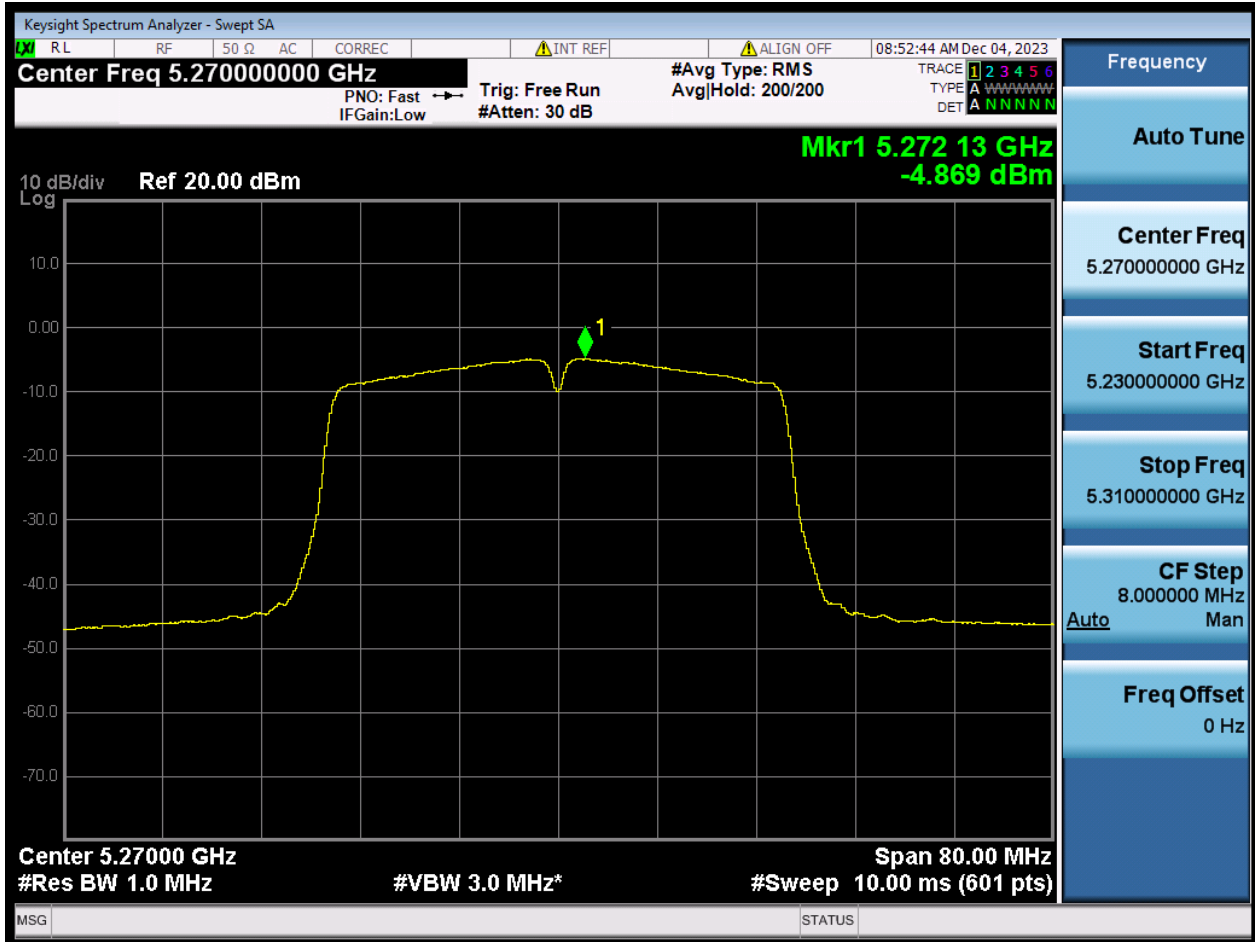 Keysight Spectrum Analyzer - Swept SA
LXI RL RF 50 Ω AC CORREC INT REF ALIGN OFF 08:52:44 AM Dec 04, 2023
Center Freq 5.270000000 GHz
PNO: Fast
IFGain:Low
Trig: Free Run
#Atten: 30 dB
#Avg Type: RMS
Avg|Hold: 200/200
TRACE 1 2 3 4 5 6
TYPE A WWWWW
DET A N N N N N
Mkr1 5.272 13 GHz
-4.869 dBm
10 dB/div Ref 20.00 dBm
Log
1
10.0
0.00
-10.0
-20.0
-30.0
-40.0
-50.0
-60.0
-70.0
Center 5.27000 GHz Span 80.00 MHz
#Res BW 1.0 MHz #VBW 3.0 MHz* #Sweep 10.00 ms (601 pts)
MSG STATUS
Frequency
Auto Tune
Center Freq
5.270000000 GHz
Start Freq
5.230000000 GHz
Stop Freq
5.310000000 GHz
CF Step
8.000000 MHz
Auto Man
Freq Offset
0 Hz